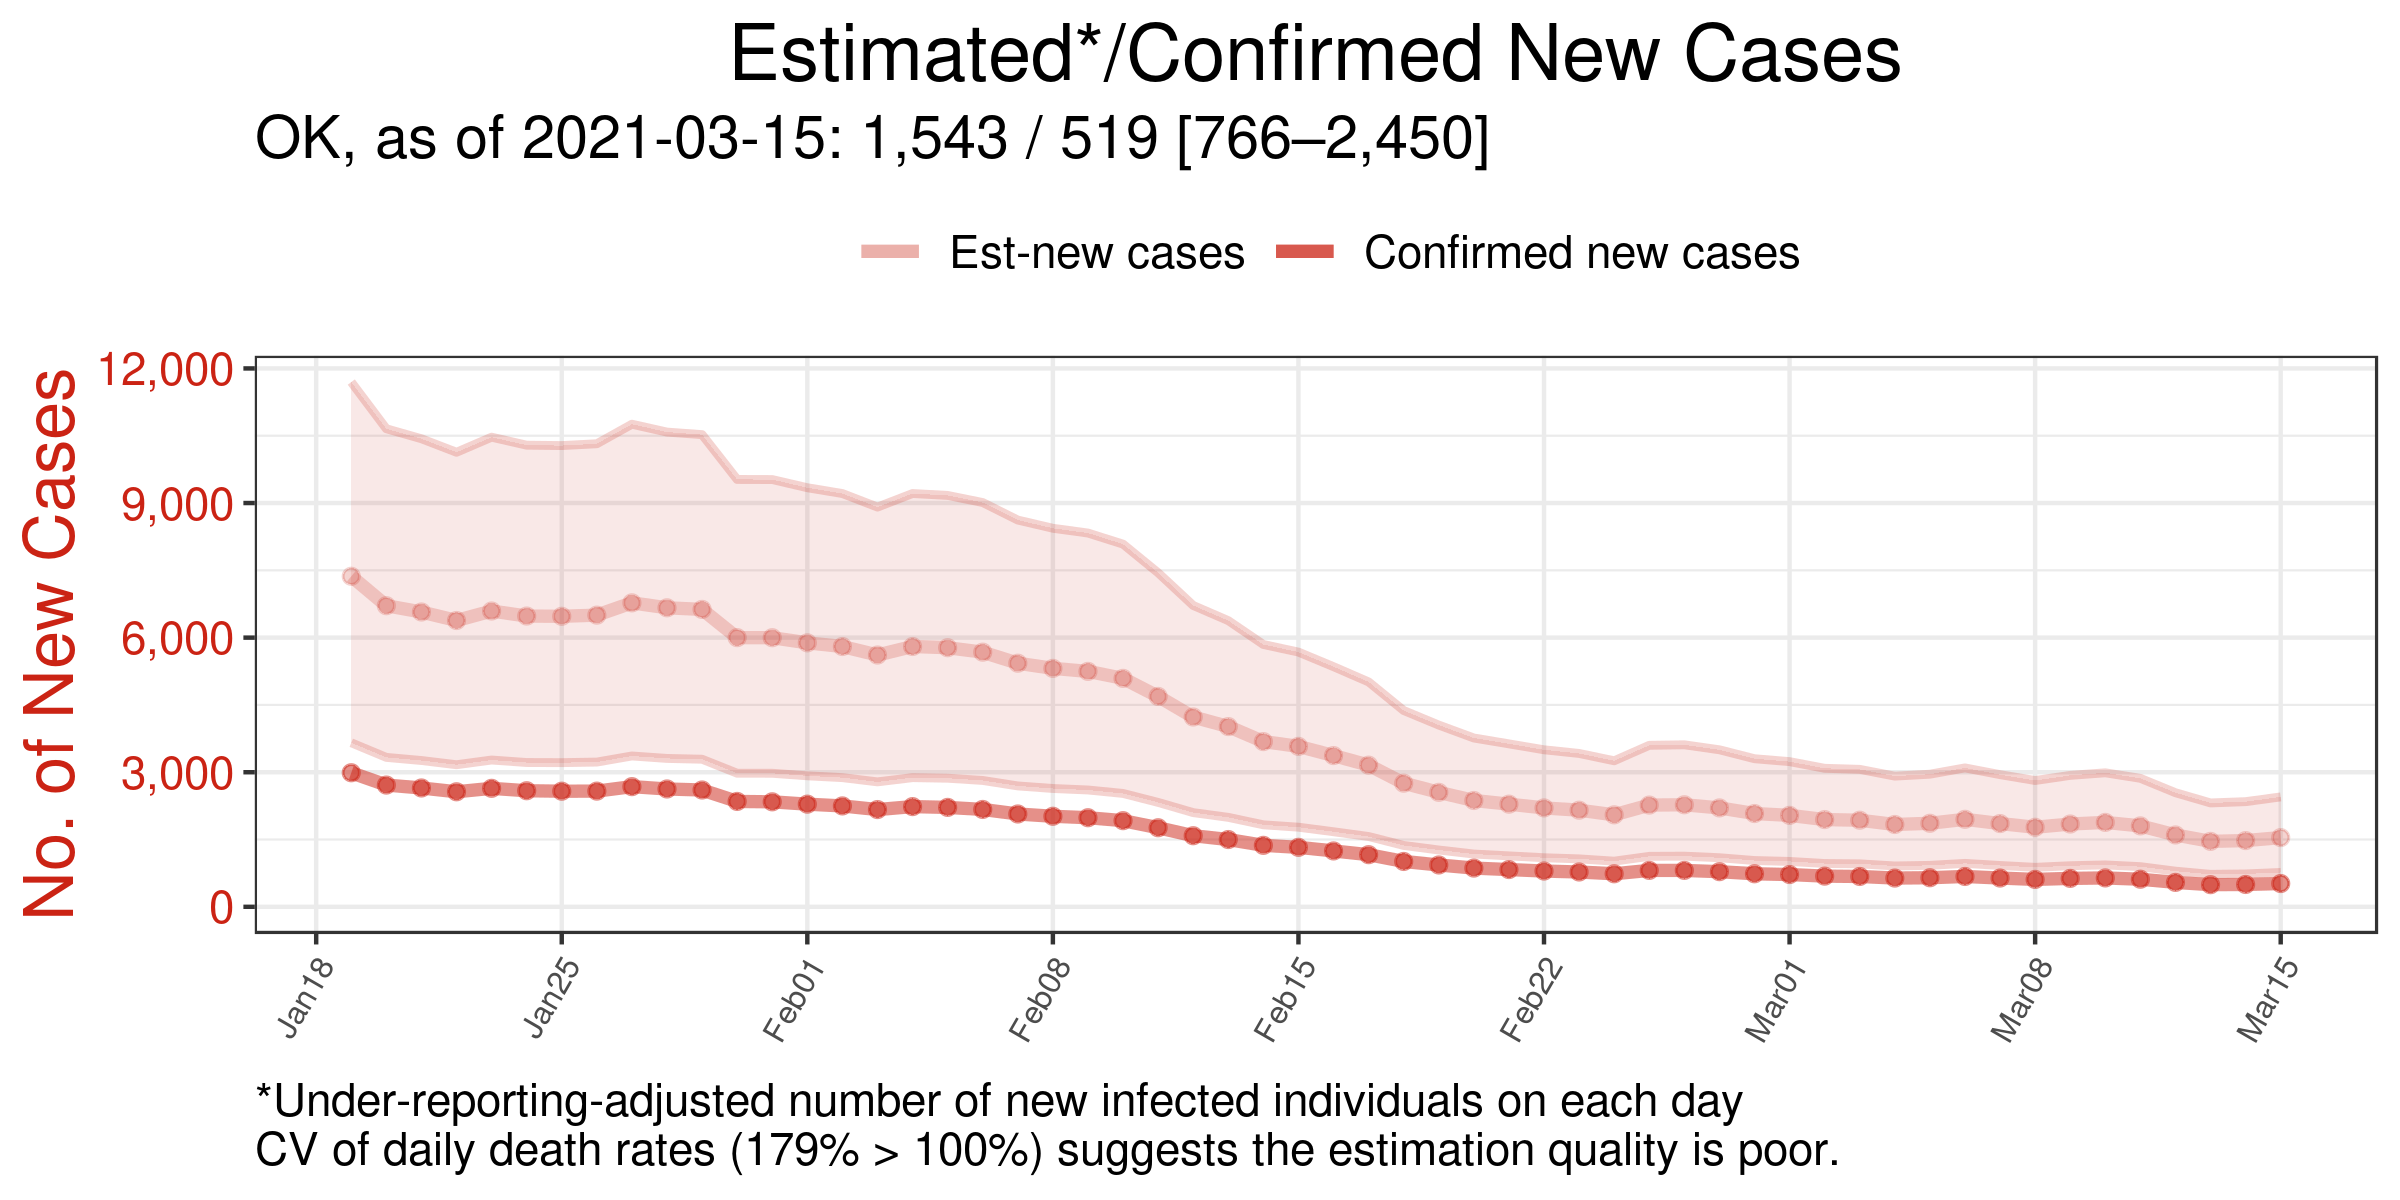 Estimated*/Confirmed New Cases
OK, as of 2021-03-15: 1,543 / 519 [766–2,450]
Est-new cases Confirmed new cases
No. of New Cases
12,000
9,000
6,000
3,000
0
Jan18 Jan25 Feb01 Feb08 Feb15 Feb22 Mar01 Mar08 Mar15
*Under-reporting-adjusted number of new infected individuals on each day
CV of daily death rates (179% > 100%) suggests the estimation quality is poor.